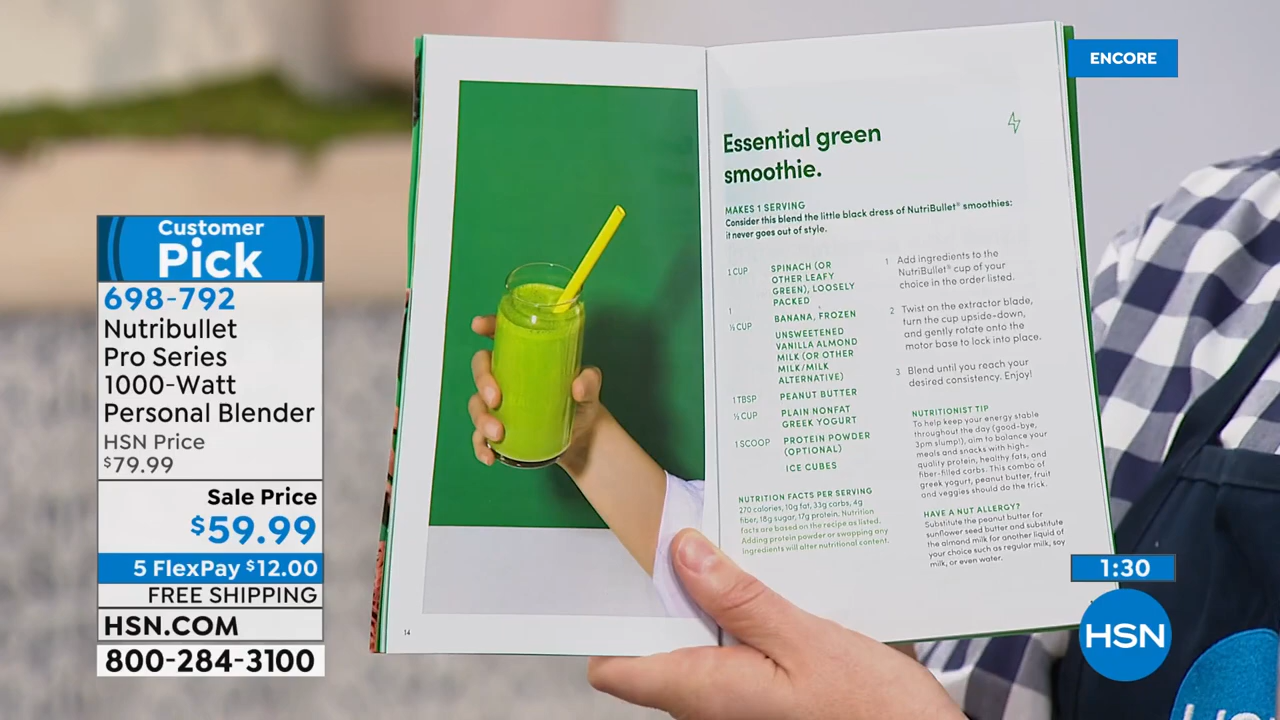 ENCORE
Customer
Pick
698-792
Nutribullet
Pro Series
1000-Watt
Personal Blender
HSN Price
$79.99
Sale Price
$59.99
5 FlexPay $12.00
FREE SHIPPING
HSN.COM
800-284-3100
14
Essential green
smoothie.
MAKES 1 SERVING
Consider this blend the little black dress of NutriBullet® smoothies:
it never goes out of style.
1 CUP SPINACH (OR
OTHER LEAFY
GREEN), LOOSELY
PACKED
1 BANANA, FROZEN
½ CUP UNSWEETENED
VANILLA ALMOND
MILK (OR OTHER
MILK/MILK
ALTERNATIVE)
1 TBSP PEANUT BUTTER
½ CUP PLAIN NONFAT
GREEK YOGURT
1 SCOOP PROTEIN POWDER
(OPTIONAL)
ICE CUBES
NUTRITION FACTS PER SERVING
270 calories, 10g fat, 33g carbs, 4g
fiber, 18g sugar, 17g protein. Nutrition
facts are based on the recipe as listed.
Adding protein powder or swapping any
ingredients will alter nutritional content.
1 Add ingredients to the
NutriBullet® cup of your
choice in the order listed.
2 Twist on the extractor blade,
turn the cup upside-down,
and gently rotate onto the
motor base to lock into place.
3 Blend until you reach your
desired consistency. Enjoy!
NUTRITIONIST TIP
To help keep your energy stable
throughout the day (good-bye,
3pm slump!), aim to balance your
meals and snacks with high-
quality protein, healthy fats, and
fiber-filled carbs. This combo of
greek yogurt, peanut butter, fruit
and veggies should do the trick.
HAVE A NUT ALLERGY?
Substitute the peanut butter for
sunflower seed butter and substitute
the almond milk for another liquid of
your choice such as regular milk, soy
milk, or even water.
1:30
HSN